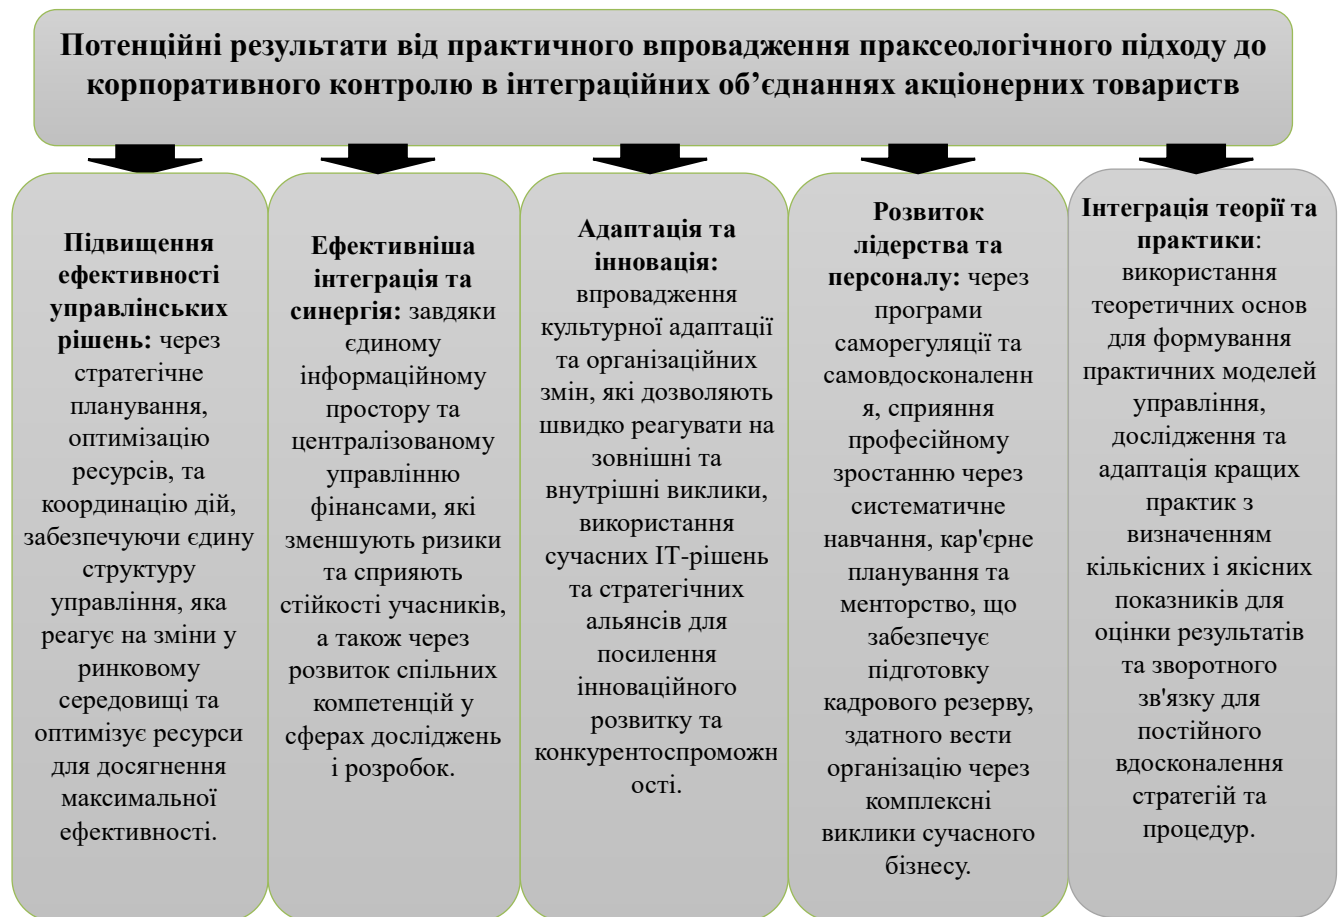 Потенційні результати від практичного впровадження праксеологічного підходу до
корпоративного контролю в інтеграційних об’єднаннях акціонерних товариств
Підвищення
ефективності
управлінських
рішень: через
стратегічне
планування,
оптимізацію
ресурсів, та
координацію дій,
забезпечуючи єдину
структуру
управління, яка
реагує на зміни у
ринковому
середовищі та
оптимізує ресурси
для досягнення
максимальної
ефективності.
Ефективніша
інтеграція та
синергія: завдяки
єдиному
інформаційному
простору та
централізованому
управлінню
фінансами, які
зменшують ризики
та сприяють
стійкості учасників,
а також через
розвиток спільних
компетенцій у
сферах досліджень
і розробок.
Адаптація та
інновація:
впровадження
культурної адаптації
та організаційних
змін, які дозволяють
швидко реагувати на
зовнішні та
внутрішні виклики,
використання
сучасних ІТ-рішень
та стратегічних
альянсів для
посилення
інноваційного
розвитку та
конкурентоспроможн
ості.
Розвиток
лідерства та
персоналу: через
програми
саморегуляції та
самовдосконаленн
я, сприяння
професійному
зростанню через
систематичне
навчання, кар'єрне
планування та
менторство, що
забезпечує
підготовку
кадрового резерву,
здатного вести
організацію через
комплексні
виклики сучасного
бізнесу.
Інтеграція теорії та
практики:
використання
теоретичних основ
для формування
практичних моделей
управління,
дослідження та
адаптація кращих
практик з
визначенням
кількісних і якісних
показників для
оцінки результатів
та зворотного
зв'язку для
постійного
вдосконалення
стратегій та
процедур.